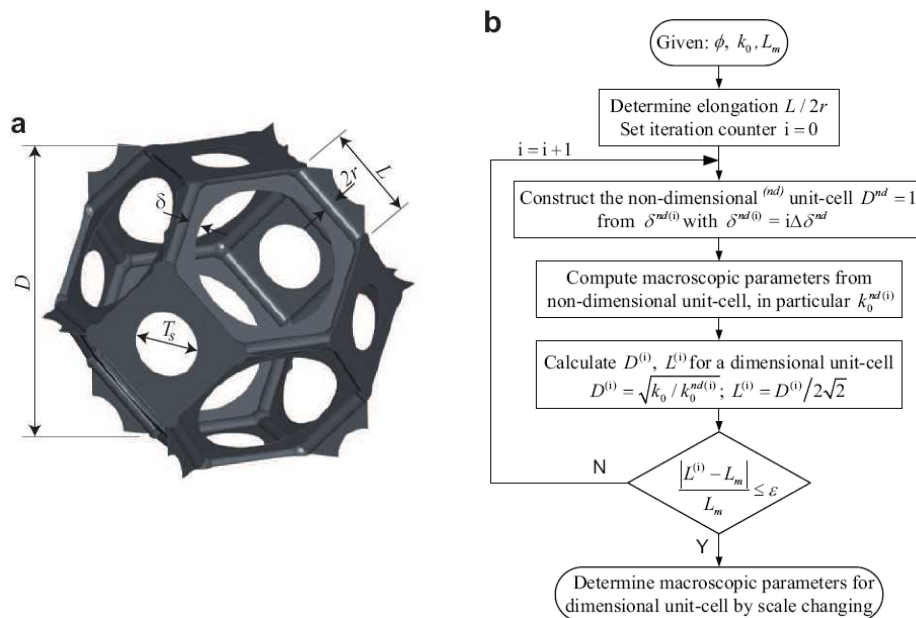 a
D
δ
2r
L
T_s
b
Given: ϕ, k_0, L_m
Determine elongation L / 2r
Set iteration counter i = 0
i = i + 1
Construct the non-dimensional ^(nd) unit-cell D^nd = 1
from δ^nd(i) with δ^nd(i) = iΔδ^nd
Compute macroscopic parameters from
non-dimensional unit-cell, in particular k_0^nd(i)
Calculate D^(i), L^(i) for a dimensional unit-cell
D^(i) = √(k_0 / k_0^nd(i)); L^(i) = D^(i)/2√2
N
|L^(i) − L_m| / L_m ≤ ε
Y
Determine macroscopic parameters for
dimensional unit-cell by scale changing